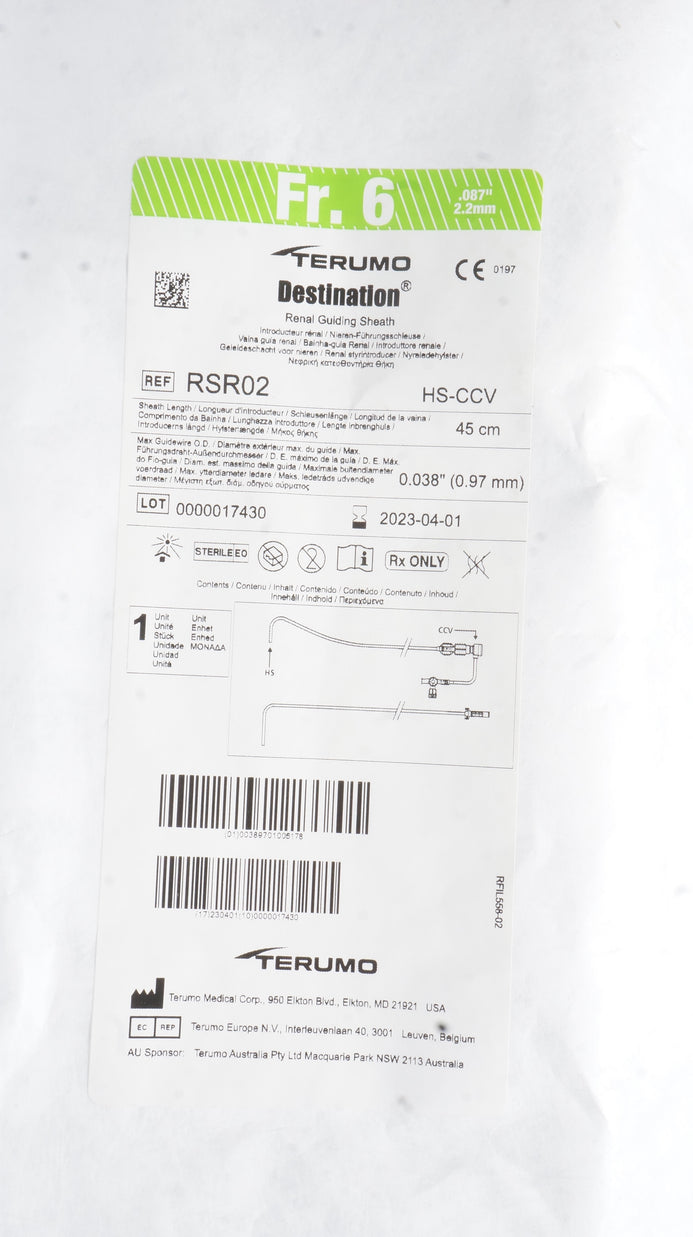 Fr. 6
.087"
2.2mm
TERUMO
CE 0197
Destination®
Renal Guiding Sheath
Introducteur rénal / Nieren-Führungsschleuse /
Vaina guía renal / Bainha-guia Renal / Introduttore renale /
Geleideschacht voor nieren / Renal styrintroducer / Nyreledehylster /
Νεφρική κατευθυντήρια θήκη
REF RSR02
HS-CCV
Sheath Length / Longueur d'introducteur / Schleusenlänge / Longitud de la vaina /
Comprimento da Bainha / Lunghezza introduttore / Lengte inbrenghuls /
Introducerns längd / Hylsterlængde / Μήκος θήκης
45 cm
Max Guidewire O.D. / Diamètre extérieur max. du guide / Max.
Führungsdraht-Außendurchmesser / D. E. máximo de la guía / D. E. Máx.
do Fio-guia / Diam. est. massimo della guida / Maximale buitendiameter
voerdraad / Max. ytterdiameter ledare / Maks. ledetråds udvendige
diameter / Μέγιστη εξωτ. διάμ. οδηγού σύρματος
0.038" (0.97 mm)
LOT 0000017430
2023-04-01
STERILE EO
2
i
Rx ONLY
Contents / Contenu / Inhalt / Contenido / Conteúdo / Contenuto / Inhoud /
Innehåll / Indhold / Περιεχόμενα
1
Unit
Unité
Stück
Unidade
Unidad
Unità
Unit
Enhet
Enhed
ΜΟΝΑΔΑ
CCV
HS
(01)00389701006178
(17)230401(10)0000017430
RFIL558-02
TERUMO
Terumo Medical Corp., 950 Elkton Blvd., Elkton, MD 21921 USA
EC REP Terumo Europe N.V., Interleuvenlaan 40, 3001 Leuven, Belgium
AU Sponsor: Terumo Australia Pty Ltd Macquarie Park NSW 2113 Australia